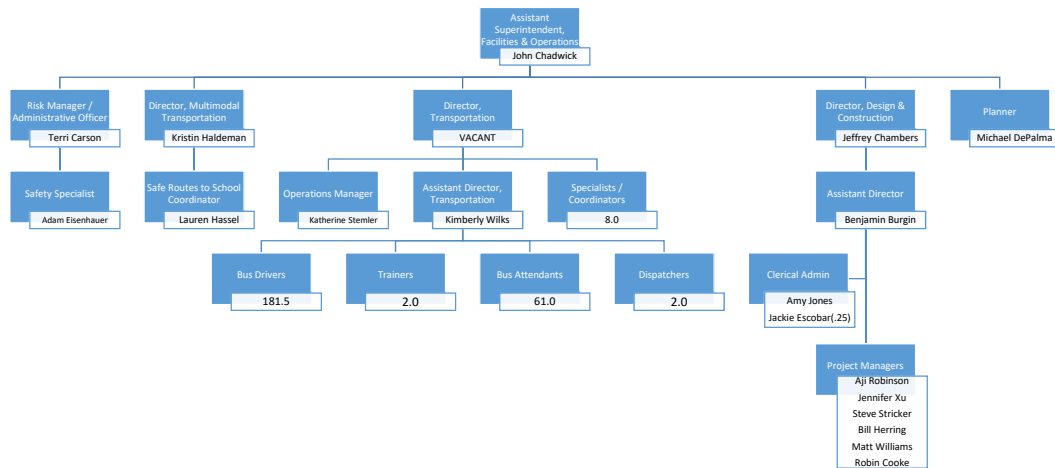 Assistant
Superintendent,
Facilities & Operations
John Chadwick
Risk Manager /
Administrative Officer
Terri Carson
Director, Multimodal
Transportation
Kristin Haldeman
Director,
Transportation
VACANT
Director, Design &
Construction
Jeffrey Chambers
Planner
Michael DePalma
Safety Specialist
Adam Eisenhauer
Safe Routes to School
Coordinator
Lauren Hassel
Operations Manager
Katherine Stemler
Assistant Director,
Transportation
Kimberly Wilks
Specialists /
Coordinators
8.0
Assistant Director
Benjamin Burgin
Bus Drivers
181.5
Trainers
2.0
Bus Attendants
61.0
Dispatchers
2.0
Clerical Admin
Amy Jones
Jackie Escobar(.25)
Project Managers
Aji Robinson
Jennifer Xu
Steve Stricker
Bill Herring
Matt Williams
Robin Cooke